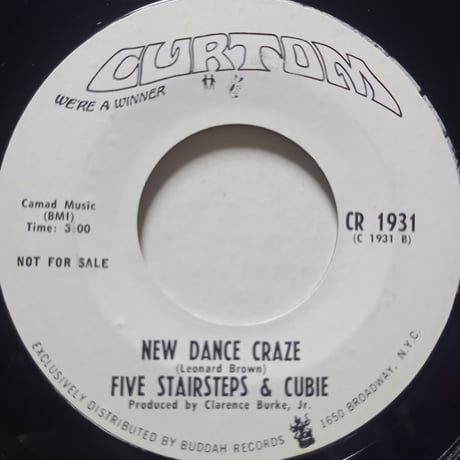 CURTOM
WE'RE A WINNER
Camad Music
(BMI)
Time: 3:00
NOT FOR SALE
CR 1931
(C 1931 B)
NEW DANCE CRAZE
(Leonard Brown)
FIVE STAIRSTEPS & CUBIE
Produced by Clarence Burke, Jr.
EXCLUSIVELY DISTRIBUTED BY BUDDAH RECORDS 1650 BROADWAY, N.Y.C.